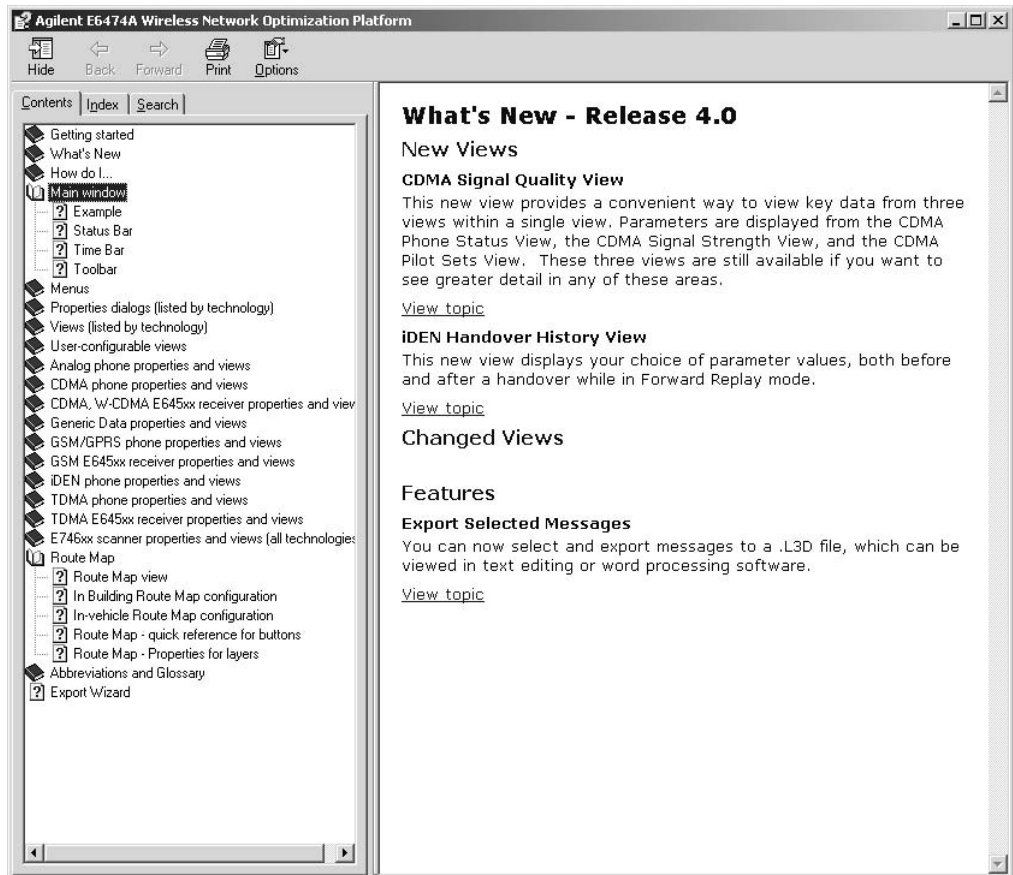 Agilent E6474A Wireless Network Optimization Platform
Hide Back Forward Print Options
Contents Index Search
Getting started
What's New
How do I...
Main window
Example
Status Bar
Time Bar
Toolbar
Menus
Properties dialogs (listed by technology)
Views (listed by technology)
User-configurable views
Analog phone properties and views
CDMA phone properties and views
CDMA, W-CDMA E645xx receiver properties and view
Generic Data properties and views
GSM/GPRS phone properties and views
GSM E645xx receiver properties and views
iDEN phone properties and views
TDMA phone properties and views
TDMA E645xx receiver properties and views
E746xx scanner properties and views (all technologies
Route Map
Route Map view
In Building Route Map configuration
In-vehicle Route Map configuration
Route Map - quick reference for buttons
Route Map - Properties for layers
Abbreviations and Glossary
Export Wizard
What's New - Release 4.0
New Views
CDMA Signal Quality View
This new view provides a convenient way to view key data from three
views within a single view. Parameters are displayed from the CDMA
Phone Status View, the CDMA Signal Strength View, and the CDMA
Pilot Sets View.  These three views are still available if you want to
see greater detail in any of these areas.
View topic
iDEN Handover History View
This new view displays your choice of parameter values, both before
and after a handover while in Forward Replay mode.
View topic
Changed Views
Features
Export Selected Messages
You can now select and export messages to a .L3D file, which can be
viewed in text editing or word processing software.
View topic